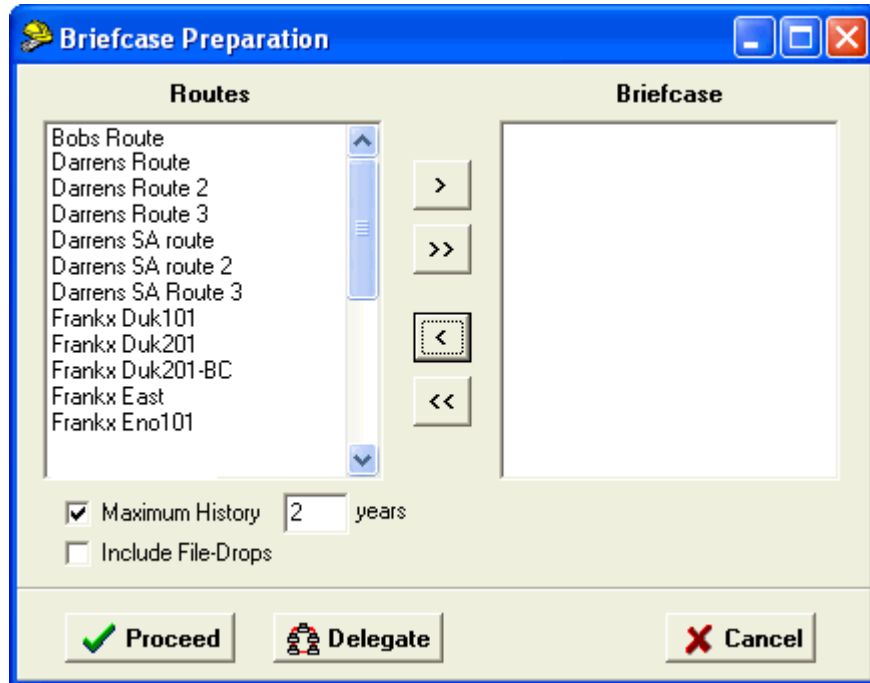 Briefcase Preparation
Routes
Briefcase
Bobs Route
Darrens Route
Darrens Route 2
Darrens Route 3
Darrens SA route
Darrens SA route 2
Darrens SA Route 3
Frankx Duk101
Frankx Duk201
Frankx Duk201-BC
Frankx East
Frankx Eno101
>
>>
<
<<
Maximum History 2 years
Include File-Drops
Proceed Delegate Cancel